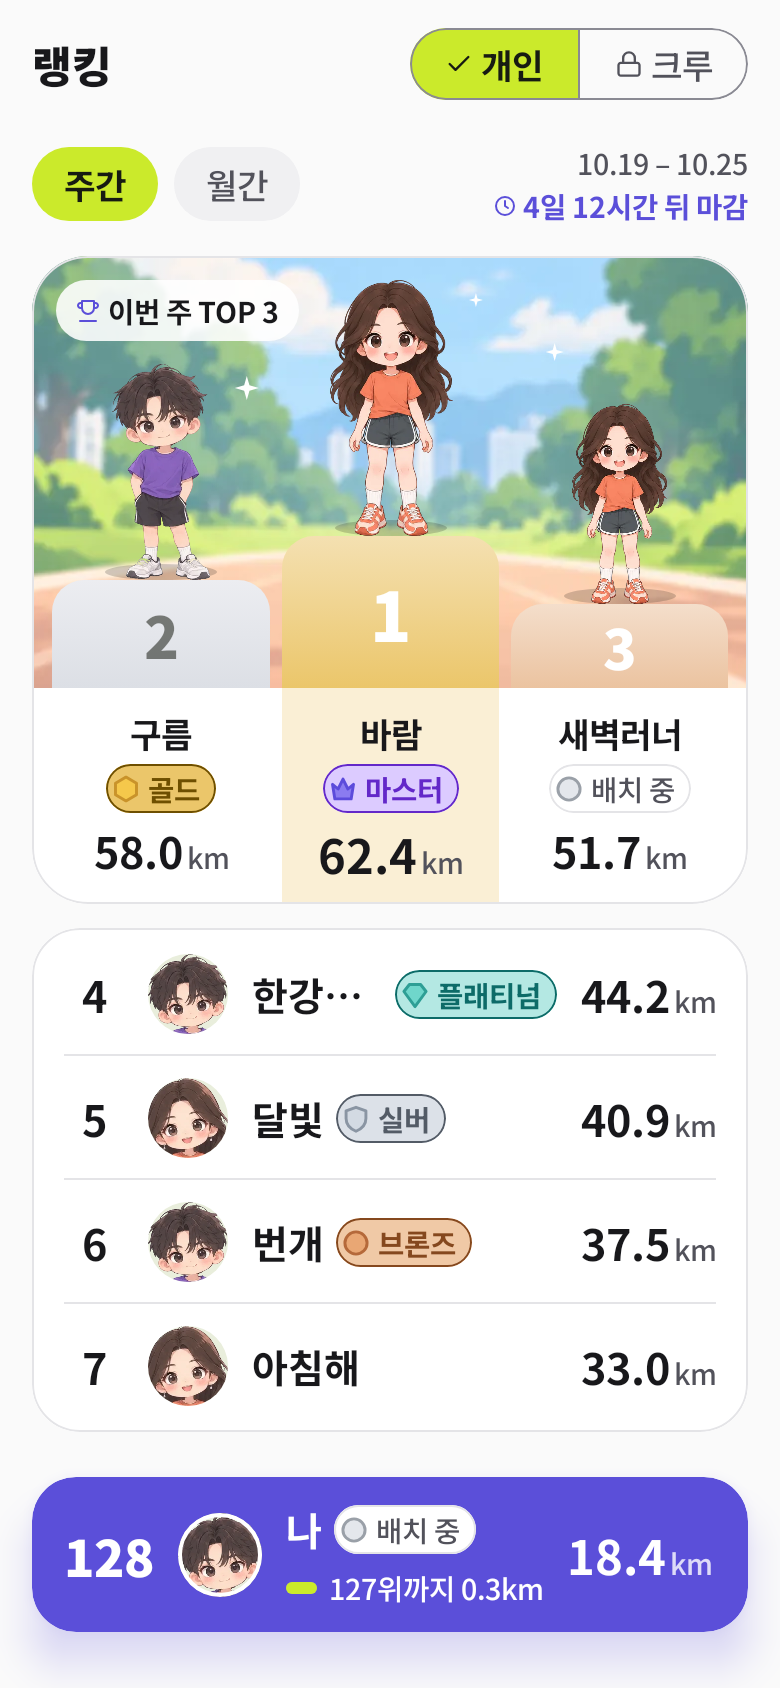 랭킹
개인
크루
주간
월간
10.19 – 10.25
4일 12시간 뒤 마감
이번 주 TOP 3
2
1
3
구름
바람
새벽러너
골드
마스터
배치 중
58.0 km
62.4 km
51.7 km
4 한강… 플래티넘 44.2 km
5 달빛 실버 40.9 km
6 번개 브론즈 37.5 km
7 아침해 33.0 km
128 나 배치 중 18.4 km
127위까지 0.3km